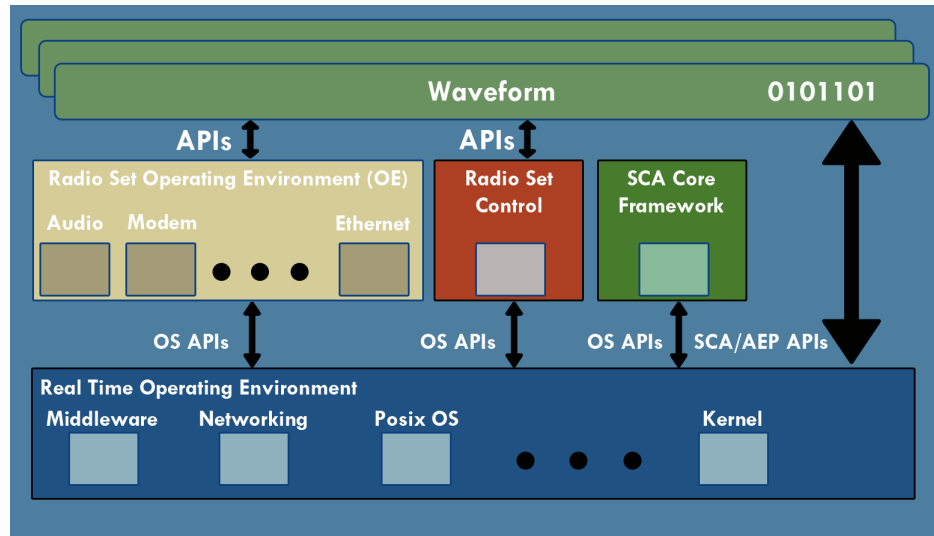 Waveform 0101101
APIs APIs
Radio Set Operating Environment (OE)
Audio Modem Ethernet
Radio Set
Control
SCA Core
Framework
OS APIs OS APIs OS APIs SCA/AEP APIs
Real Time Operating Environment
Middleware Networking Posix OS Kernel